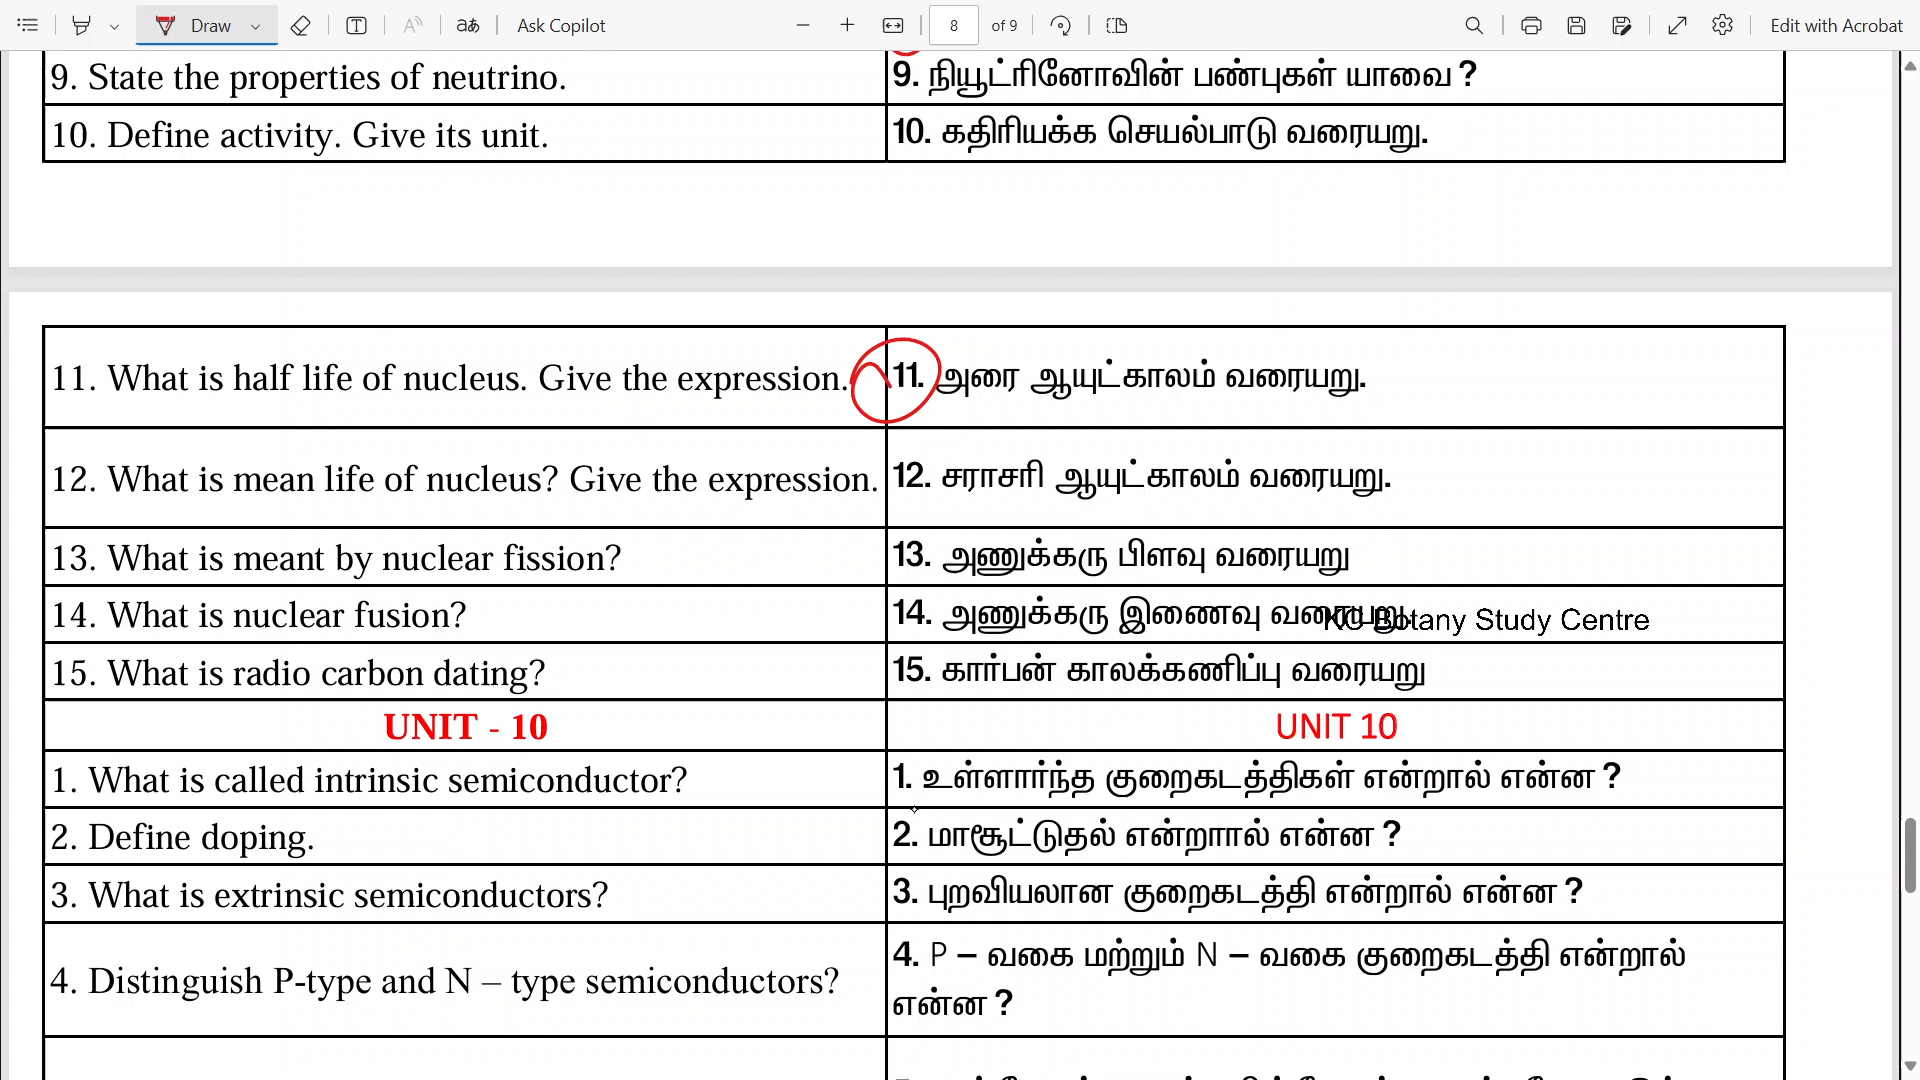 Draw
Ask Copilot
8 of 9
Edit with Acrobat
9. State the properties of neutrino.
9. நியூட்ரினோவின் பண்புகள் யாவை ?
10. Define activity. Give its unit.
10. கதிரியக்க செயல்பாடு வரையறு.
11. What is half life of nucleus. Give the expression.
11. அரை ஆயுட்காலம் வரையறு.
12. What is mean life of nucleus? Give the expression.
12. சராசரி ஆயுட்காலம் வரையறு.
13. What is meant by nuclear fission?
13. அணுக்கரு பிளவு வரையறு
14. What is nuclear fusion?
14. அணுக்கரு இணைவு வரையறு.
KC Botany Study Centre
15. What is radio carbon dating?
15. கார்பன் காலக்கணிப்பு வரையறு
UNIT - 10
UNIT 10
1. What is called intrinsic semiconductor?
1. உள்ளார்ந்த குறைகடத்திகள் என்றால் என்ன ?
2. Define doping.
2. மாசூட்டுதல் என்றாால் என்ன ?
3. What is extrinsic semiconductors?
3. புறவியலான குறைகடத்தி என்றால் என்ன ?
4. Distinguish P-type and N – type semiconductors?
4. P – வகை மற்றும் N – வகை குறைகடத்தி என்றால்
என்ன ?